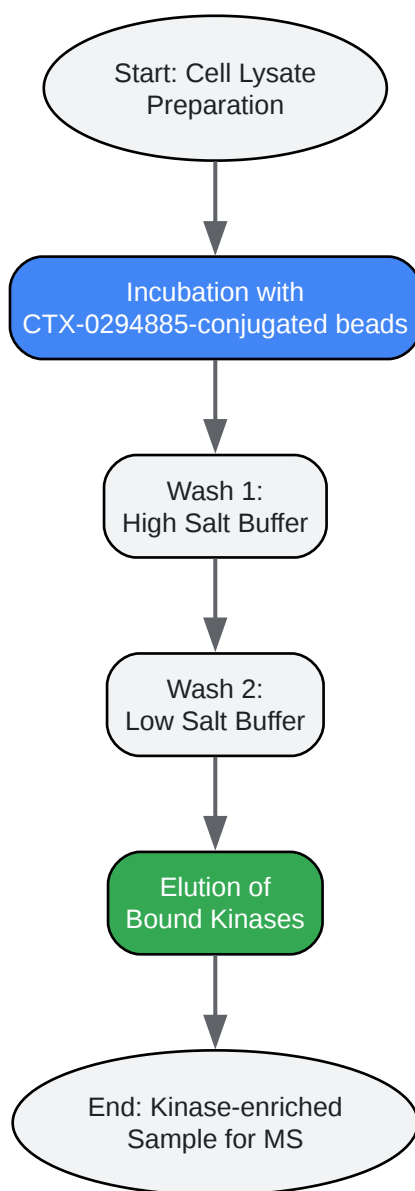 Start: Cell Lysate
Preparation
Incubation with
CTX-0294885-conjugated beads
Wash 1:
High Salt Buffer
Wash 2:
Low Salt Buffer
Elution of
Bound Kinases
End: Kinase-enriched
Sample for MS